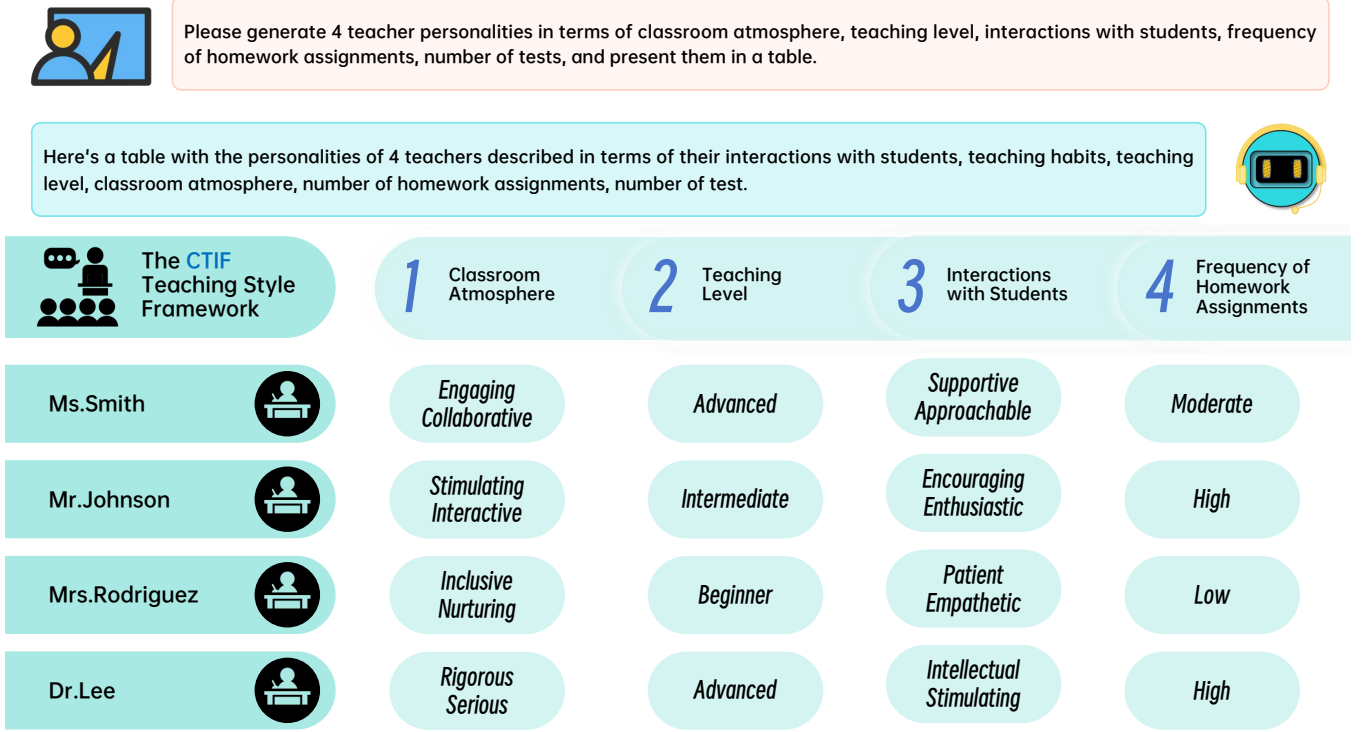 Please generate 4 teacher personalities in terms of classroom atmosphere, teaching level, interactions with students, frequency
of homework assignments, number of tests, and present them in a table.
Here's a table with the personalities of 4 teachers described in terms of their interactions with students, teaching habits, teaching
level, classroom atmosphere, number of homework assignments, number of test.
The CTIF
Teaching Style
Framework
1
Classroom
Atmosphere
2
Teaching
Level
3
Interactions
with Students
4
Frequency of
Homework
Assignments
Ms.Smith
Engaging
Collaborative
Advanced
Supportive
Approachable
Moderate
Mr.Johnson
Stimulating
Interactive
Intermediate
Encouraging
Enthusiastic
High
Mrs.Rodriguez
Inclusive
Nurturing
Beginner
Patient
Empathetic
Low
Dr.Lee
Rigorous
Serious
Advanced
Intellectual
Stimulating
High